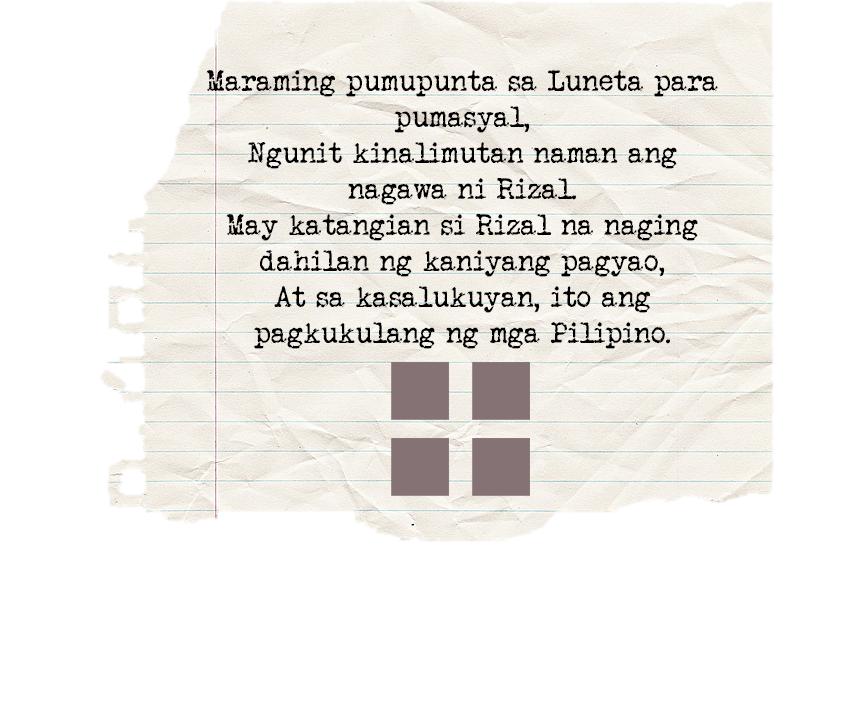 Maraming pumupunta sa Luneta para
pumasyal,
Ngunit kinalimutan naman ang
nagawa ni Rizal.
May katangian si Rizal na naging
dahilan ng kaniyang pagyao,
At sa kasalukuyan, ito ang
pagkukulang ng mga Pilipino.